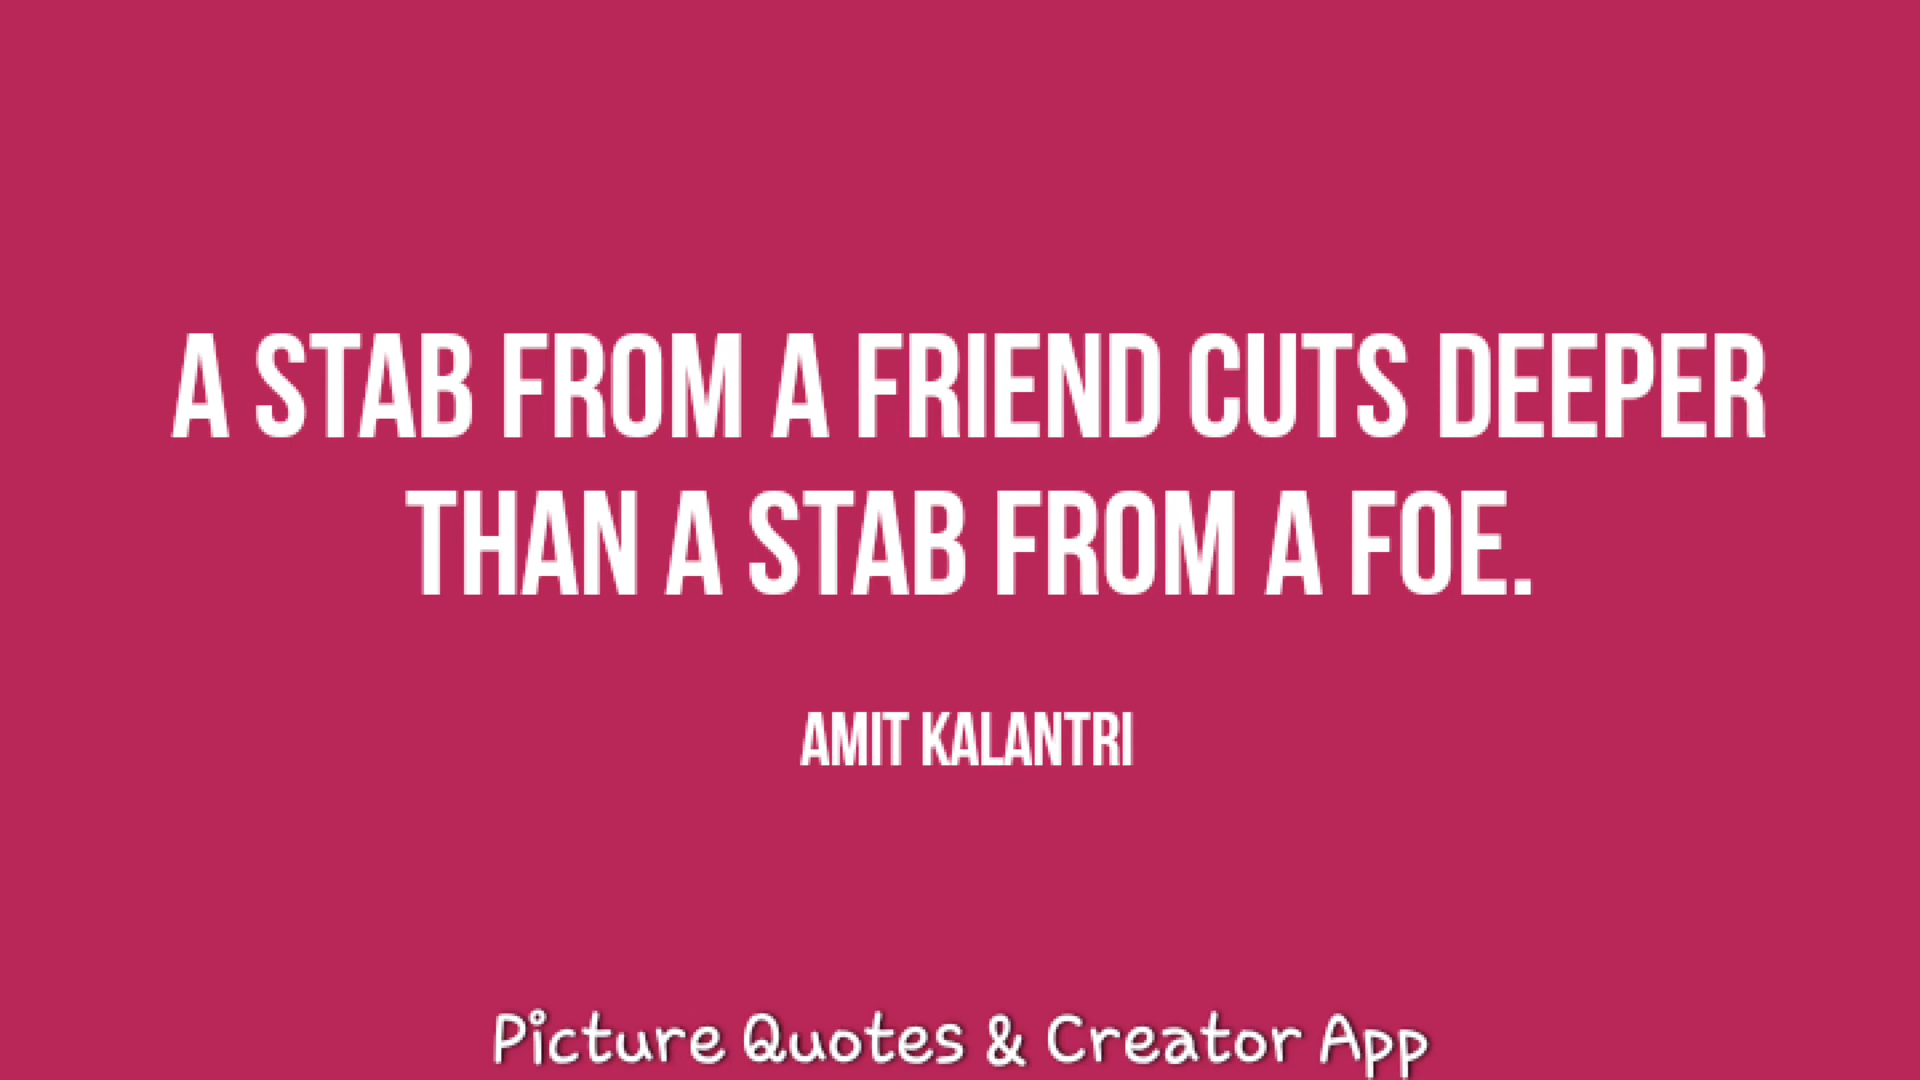 A STAB FROM A FRIEND CUTS DEEPER
THAN A STAB FROM A FOE.
AMIT KALANTRI
Picture Quotes & Creator App